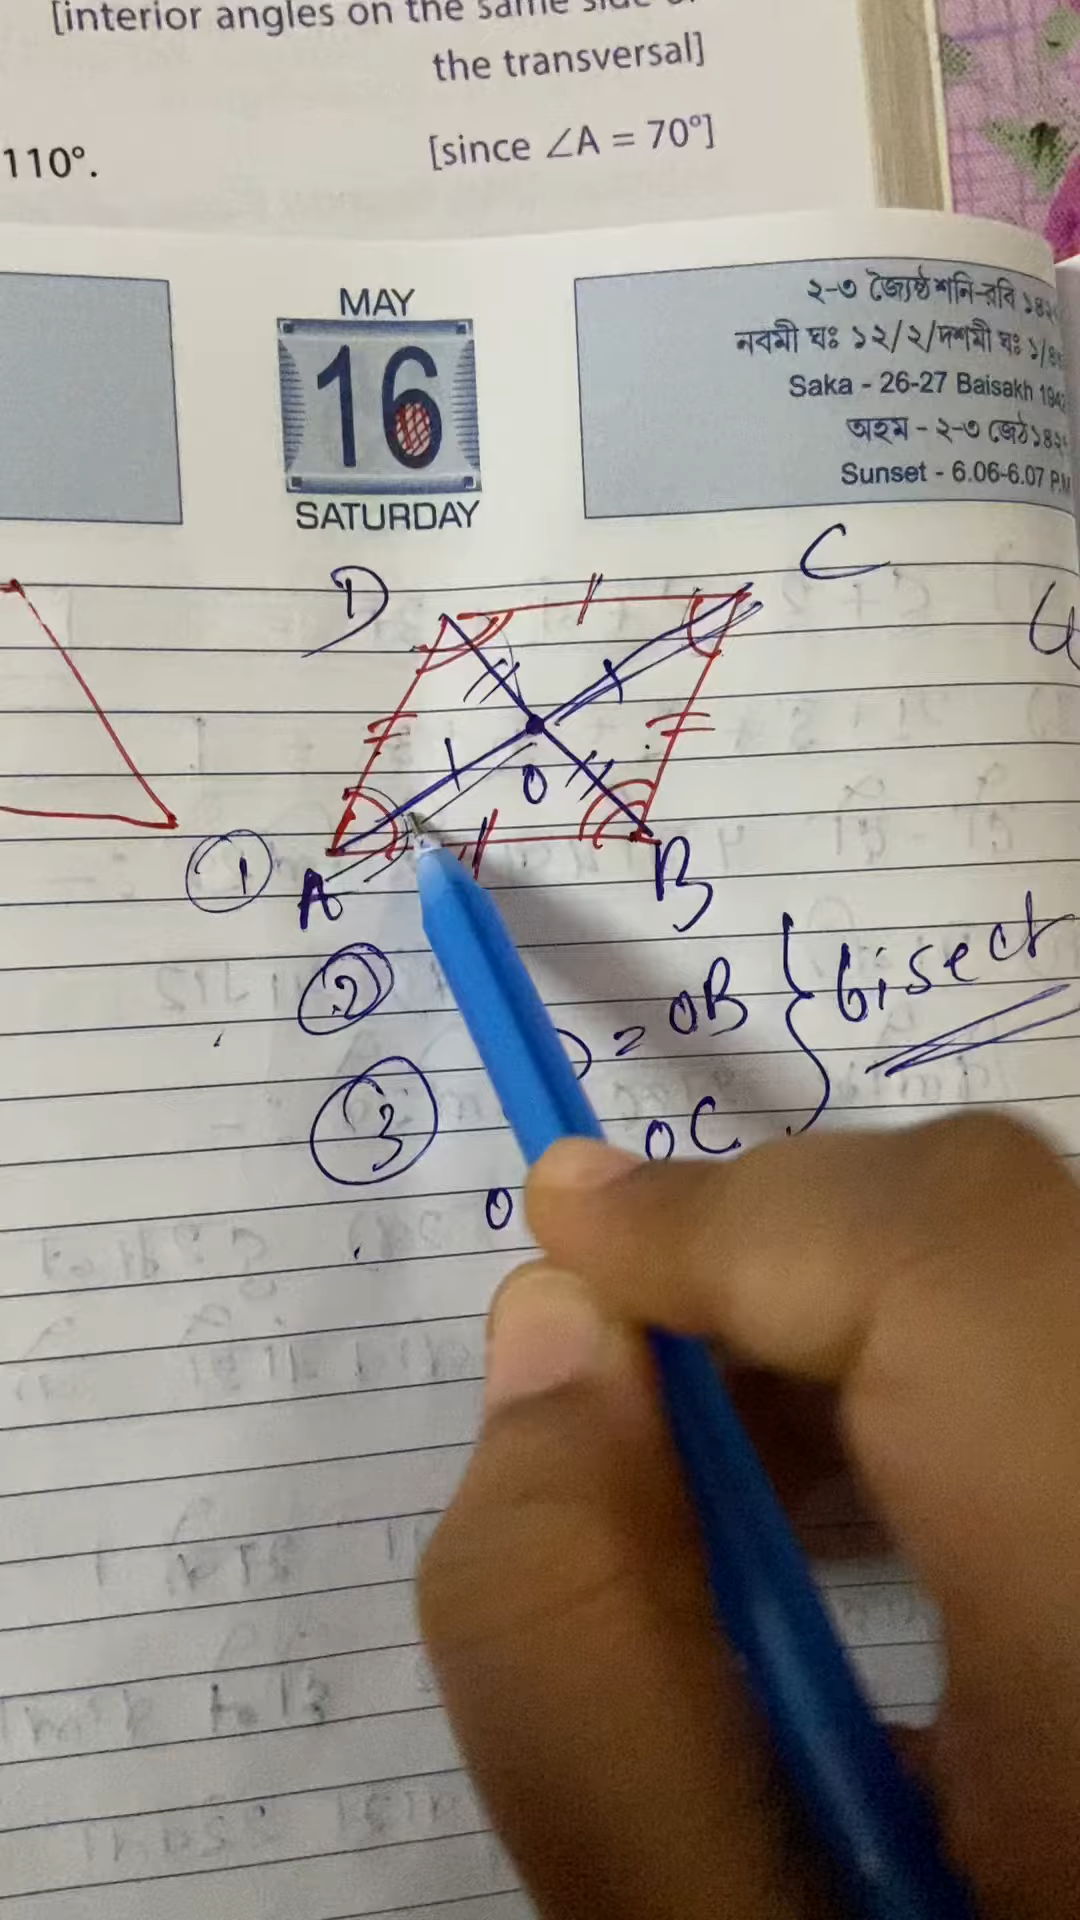 [interior angles on the same side
the transversal]
110°. [since ∠A = 70°]
MAY
16
SATURDAY
২-৩ জ্যৈষ্ঠ শনি-রবি
নবমী ঘঃ ১২/২/দশমী ঘঃ
Saka - 26-27 Baisakh
অহম - ২-৩ জেঠ
Sunset - 6.06-6.07 P.M
D C
O
1 A B
2 = OB } bisect
3 OC
O